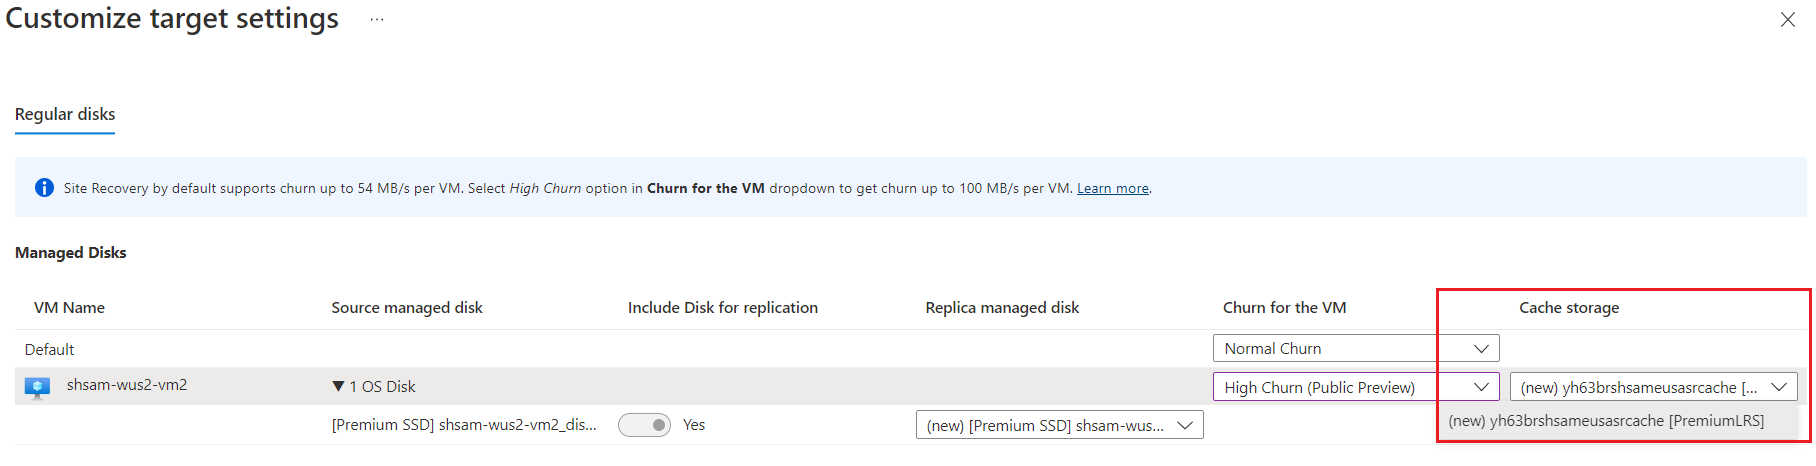 Customize target settings ...
Regular disks
Site Recovery by default supports churn up to 54 MB/s per VM. Select High Churn option in Churn for the VM dropdown to get churn up to 100 MB/s per VM. Learn more.
Managed Disks
VM Name Source managed disk Include Disk for replication Replica managed disk Churn for the VM Cache storage
Default Normal Churn
shsam-wus2-vm2 1 OS Disk High Churn (Public Preview) (new) yh63brshsameusasrcache [...
[Premium SSD] shsam-wus2-vm2_dis... Yes (new) [Premium SSD] shsam-wus... (new) yh63brshsameusasrcache [PremiumLRS]